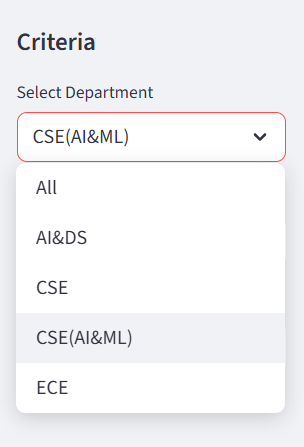 Criteria
Select Department
CSE(AI&ML)
All
AI&DS
CSE
CSE(AI&ML)
ECE